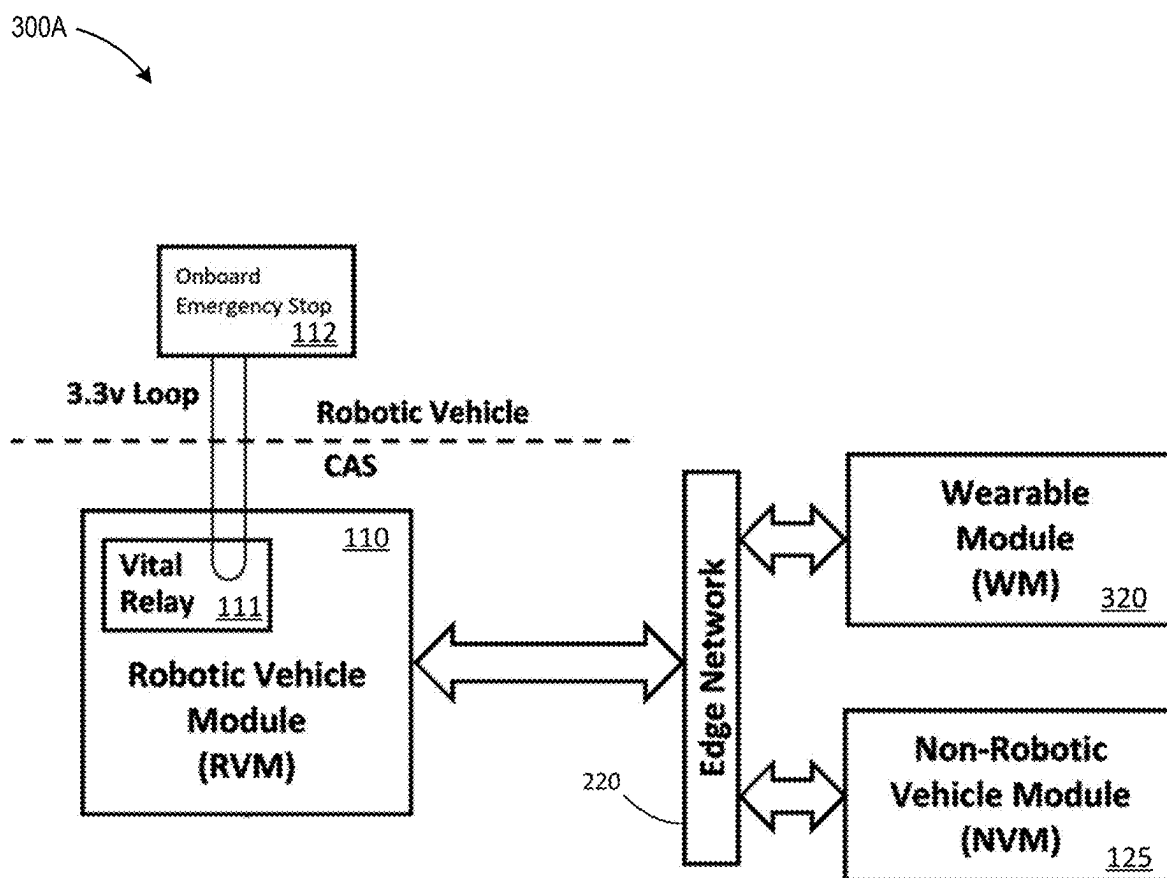 300A
Onboard
Emergency Stop
112
3.3v Loop
Robotic Vehicle
CAS
110
Vital
Relay
111
Robotic Vehicle
Module
(RVM)
Edge Network
220
Wearable
Module
(WM)
320
Non-Robotic
Vehicle Module
(NVM)
125